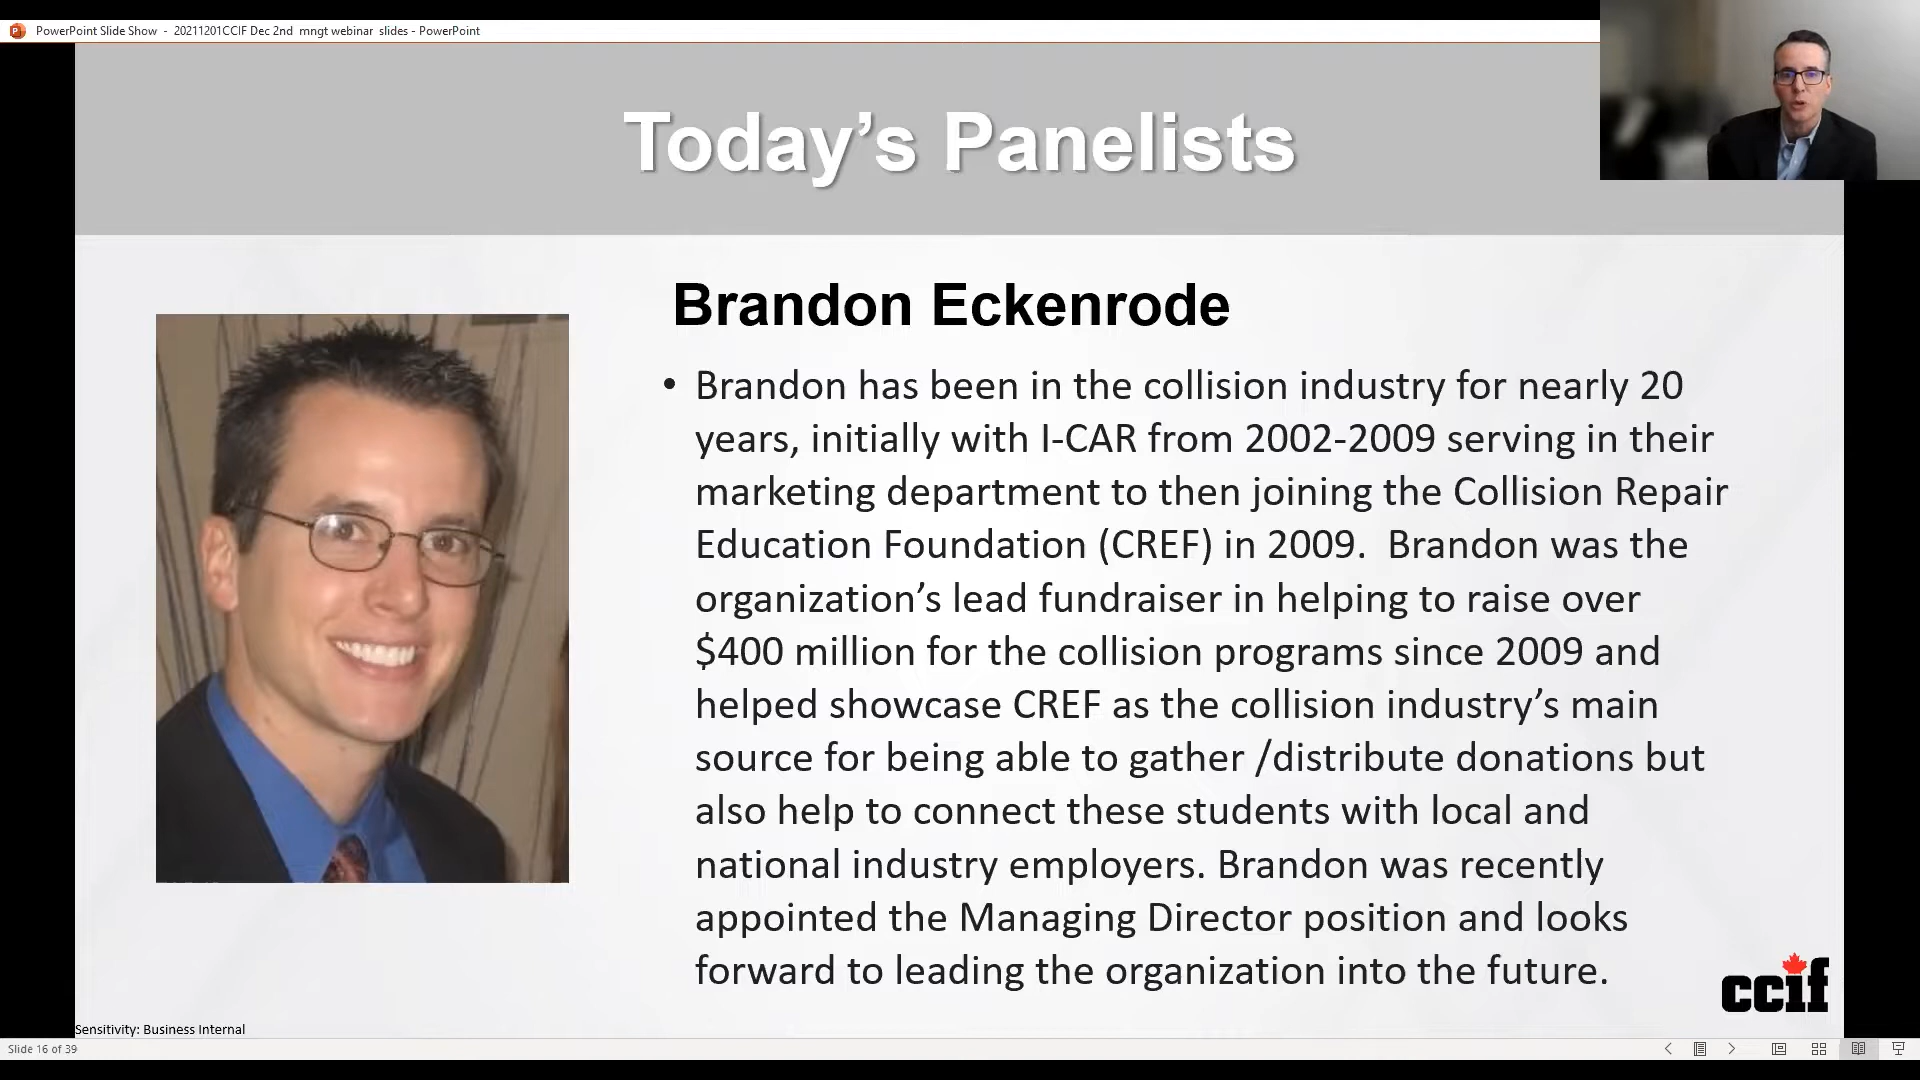 PowerPoint Slide Show - 20211201CCIF Dec 2nd mngt webinar slides - PowerPoint
Today’s Panelists
Brandon Eckenrode
• Brandon has been in the collision industry for nearly 20
years, initially with I-CAR from 2002-2009 serving in their
marketing department to then joining the Collision Repair
Education Foundation (CREF) in 2009.  Brandon was the
organization’s lead fundraiser in helping to raise over
$400 million for the collision programs since 2009 and
helped showcase CREF as the collision industry’s main
source for being able to gather /distribute donations but
also help to connect these students with local and
national industry employers. Brandon was recently
appointed the Managing Director position and looks
forward to leading the organization into the future.
ccif
Sensitivity: Business Internal
Slide 16 of 39